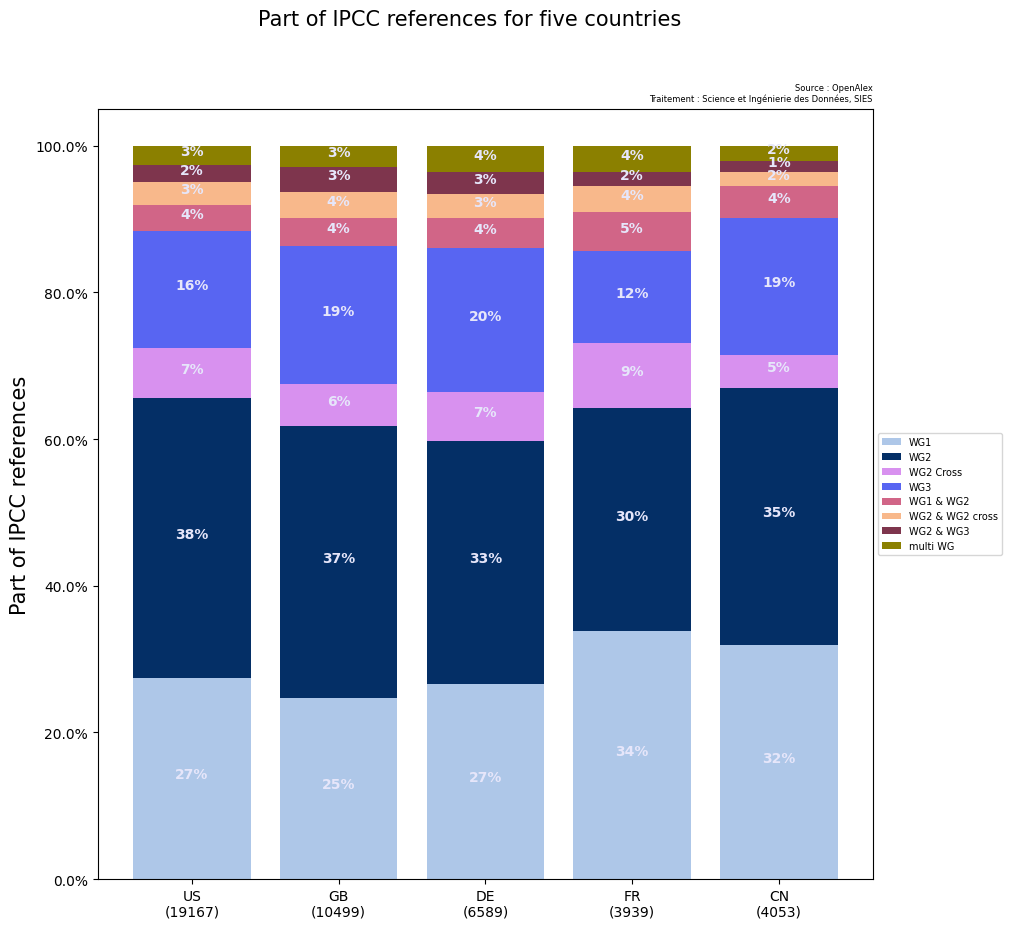 Part of IPCC references for five countries
Source : OpenAlex
Traitement : Science et Ingénierie des Données, SIES
Part of IPCC references
100.0%
80.0%
60.0%
40.0%
20.0%
0.0%
3% 3% 4% 4% 2%
2% 3% 3% 2% 1%
3% 4% 3% 4% 2%
4% 4% 4% 5% 4%
16% 19% 20% 12% 19%
7% 6% 7% 9% 5%
38% 37% 33% 30% 35%
27% 25% 27% 34% 32%
US GB DE FR CN
(19167) (10499) (6589) (3939) (4053)
WG1
WG2
WG2 Cross
WG3
WG1 & WG2
WG2 & WG2 cross
WG2 & WG3
multi WG